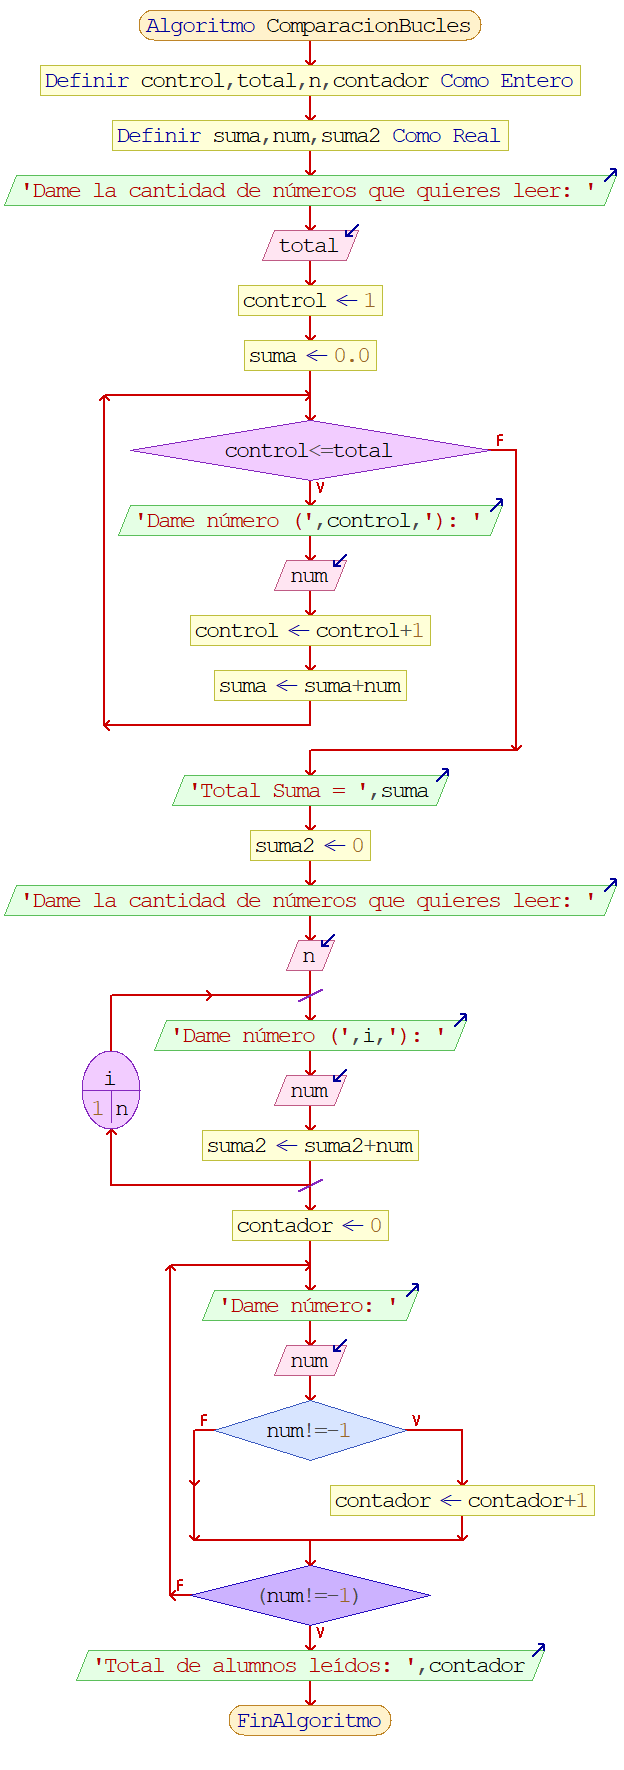 Algoritmo ComparacionBucles
Definir control,total,n,contador Como Entero
Definir suma,num,suma2 Como Real
'Dame la cantidad de números que quieres leer: '
total
control ← 1
suma ← 0.0
control<=total
F
V
'Dame número (',control,'): '
num
control ← control+1
suma ← suma+num
'Total Suma = ',suma
suma2 ← 0
'Dame la cantidad de números que quieres leer: '
n
'Dame número (',i,'): '
i
1 n
num
suma2 ← suma2+num
contador ← 0
'Dame número: '
num
F
V
num!=-1
contador ← contador+1
F
(num!=-1)
V
'Total de alumnos leídos: ',contador
FinAlgoritmo